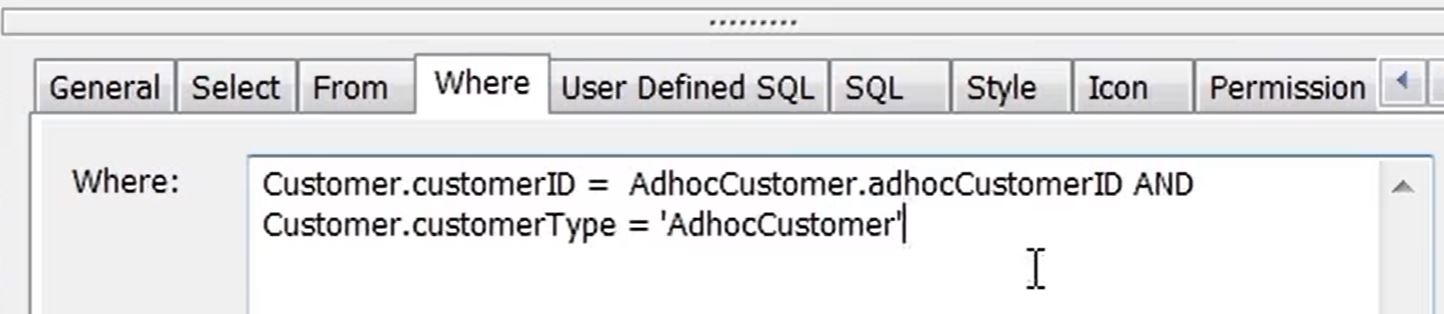 General Select From Where User Defined SQL SQL Style Icon Permission
Where:
Customer.customerID =  AdhocCustomer.adhocCustomerID AND
Customer.customerType = 'AdhocCustomer'